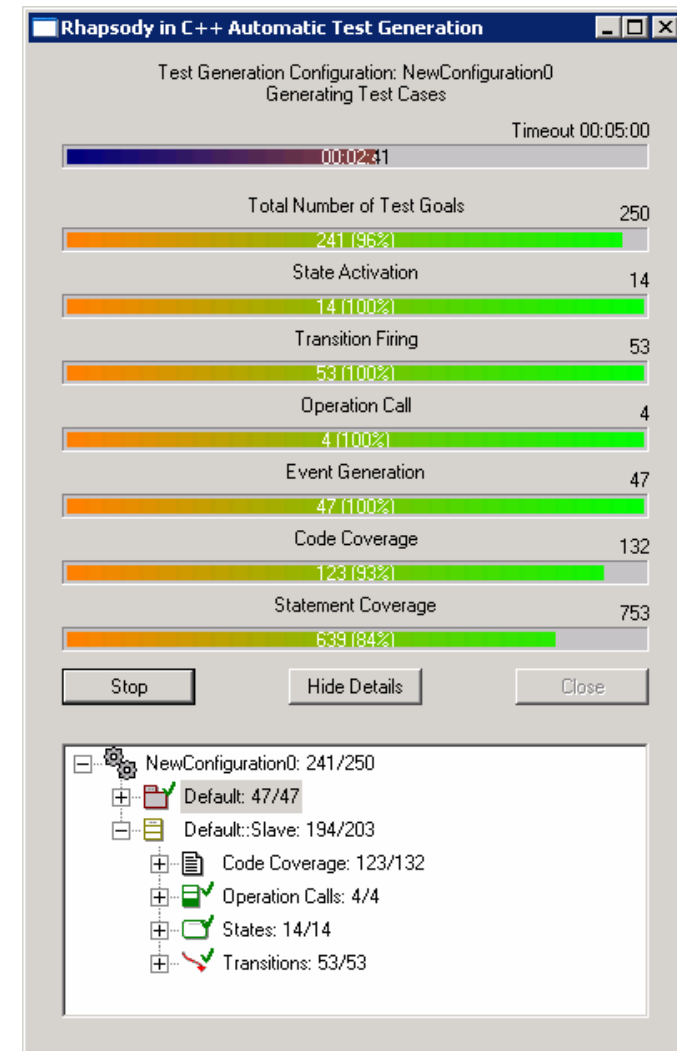 Rhapsody in C++ Automatic Test Generation
Test Generation Configuration: NewConfiguration0
Generating Test Cases
Timeout 00:05:00
00:02:41
Total Number of Test Goals 250
241 (96%)
State Activation 14
14 (100%)
Transition Firing 53
53 (100%)
Operation Call 4
4 (100%)
Event Generation 47
47 (100%)
Code Coverage 132
123 (93%)
Statement Coverage 753
639 (84%)
Stop Hide Details Close
NewConfiguration0: 241/250
Default: 47/47
Default::Slave: 194/203
Code Coverage: 123/132
Operation Calls: 4/4
States: 14/14
Transitions: 53/53